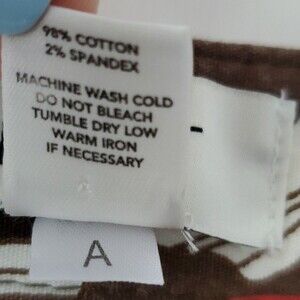 98% COTTON
2% SPANDEX
MACHINE WASH COLD
DO NOT BLEACH
TUMBLE DRY LOW
WARM IRON
IF NECESSARY
A